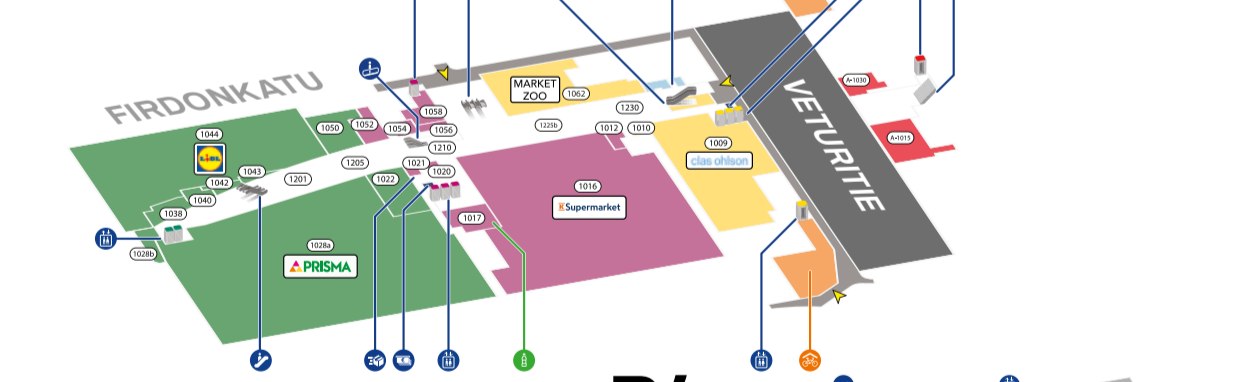 FIRDONKATU
MARKET
ZOO
1062
A•1030
1058
1230
1044
1050
1052
1054
1056
1225b
1012
1010
A•1015
LIDL
1210
1009
clas ohlson
VETURITIE
1205
1021
1043
1042
1201
1022
1020
1016
K Supermarket
1040
1038
1017
1028b
1028a
PRISMA